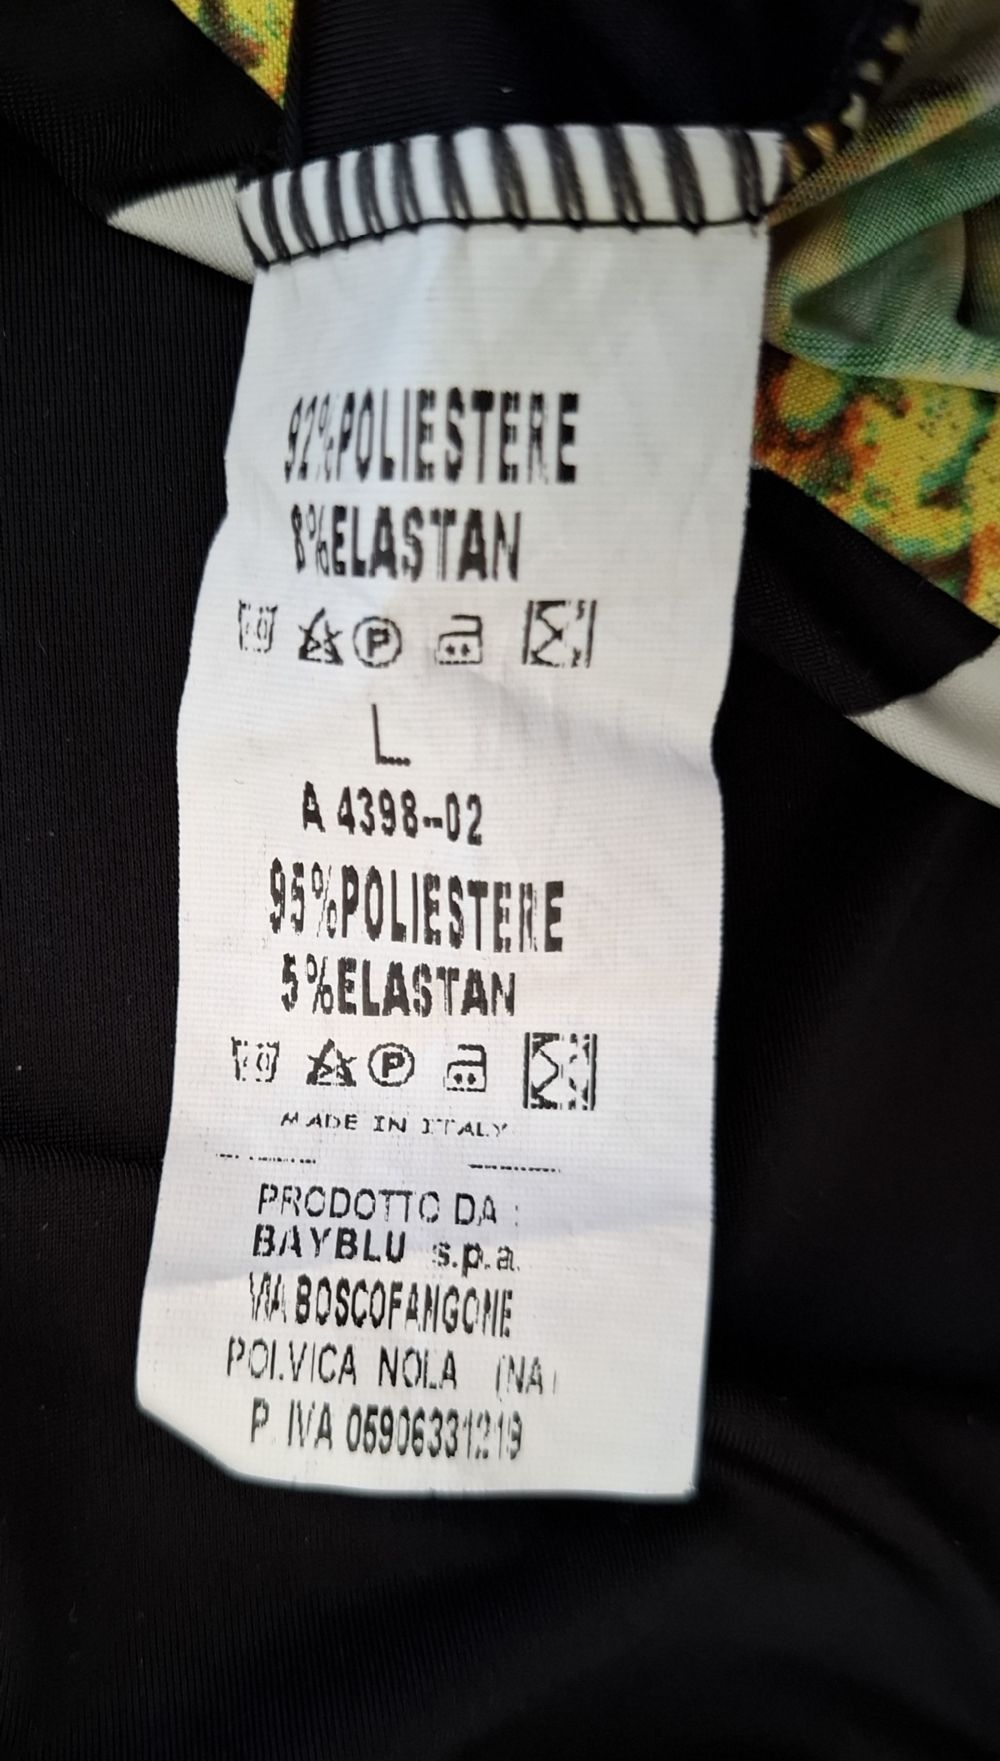 92%POLIESTERE
8%ELASTAN
P
L
A 4398-02
95%POLIESTERE
5%ELASTAN
P
MADE IN ITALY
PRODOTTO DA :
BAYBLU s.p.a.
VIA BOSCOFANGONE
POLVICA NOLA (NA)
P. IVA 05906331219